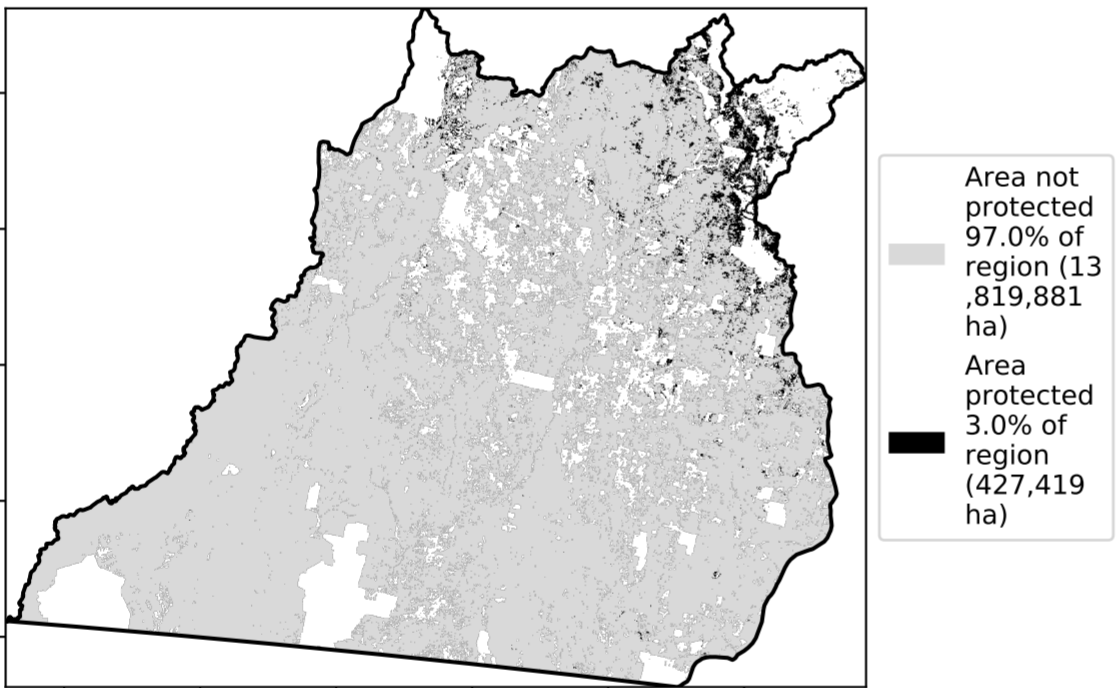 Area not
protected
97.0% of
region (13
,819,881
ha)
Area
protected
3.0% of
region
(427,419
ha)